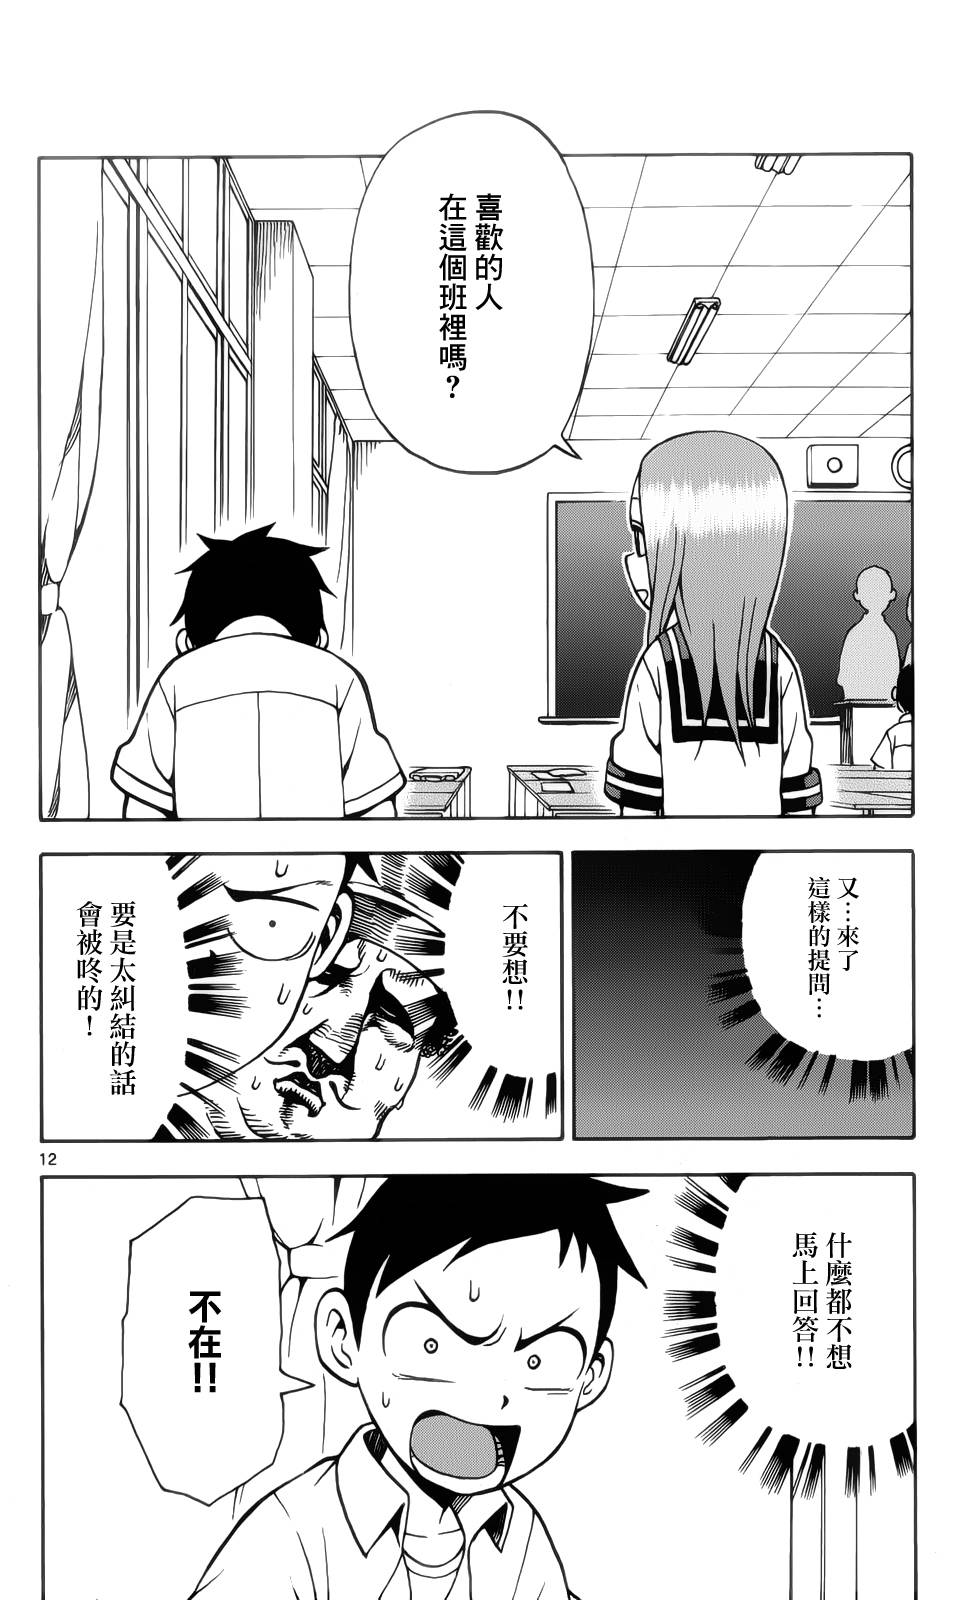 喜歡的人
在這個班裡嗎?
又…來了
這樣的提問…
不要想!!
要是太糾結的話
會被咚的!
12
什麼都不想
馬上回答!!
不在!!